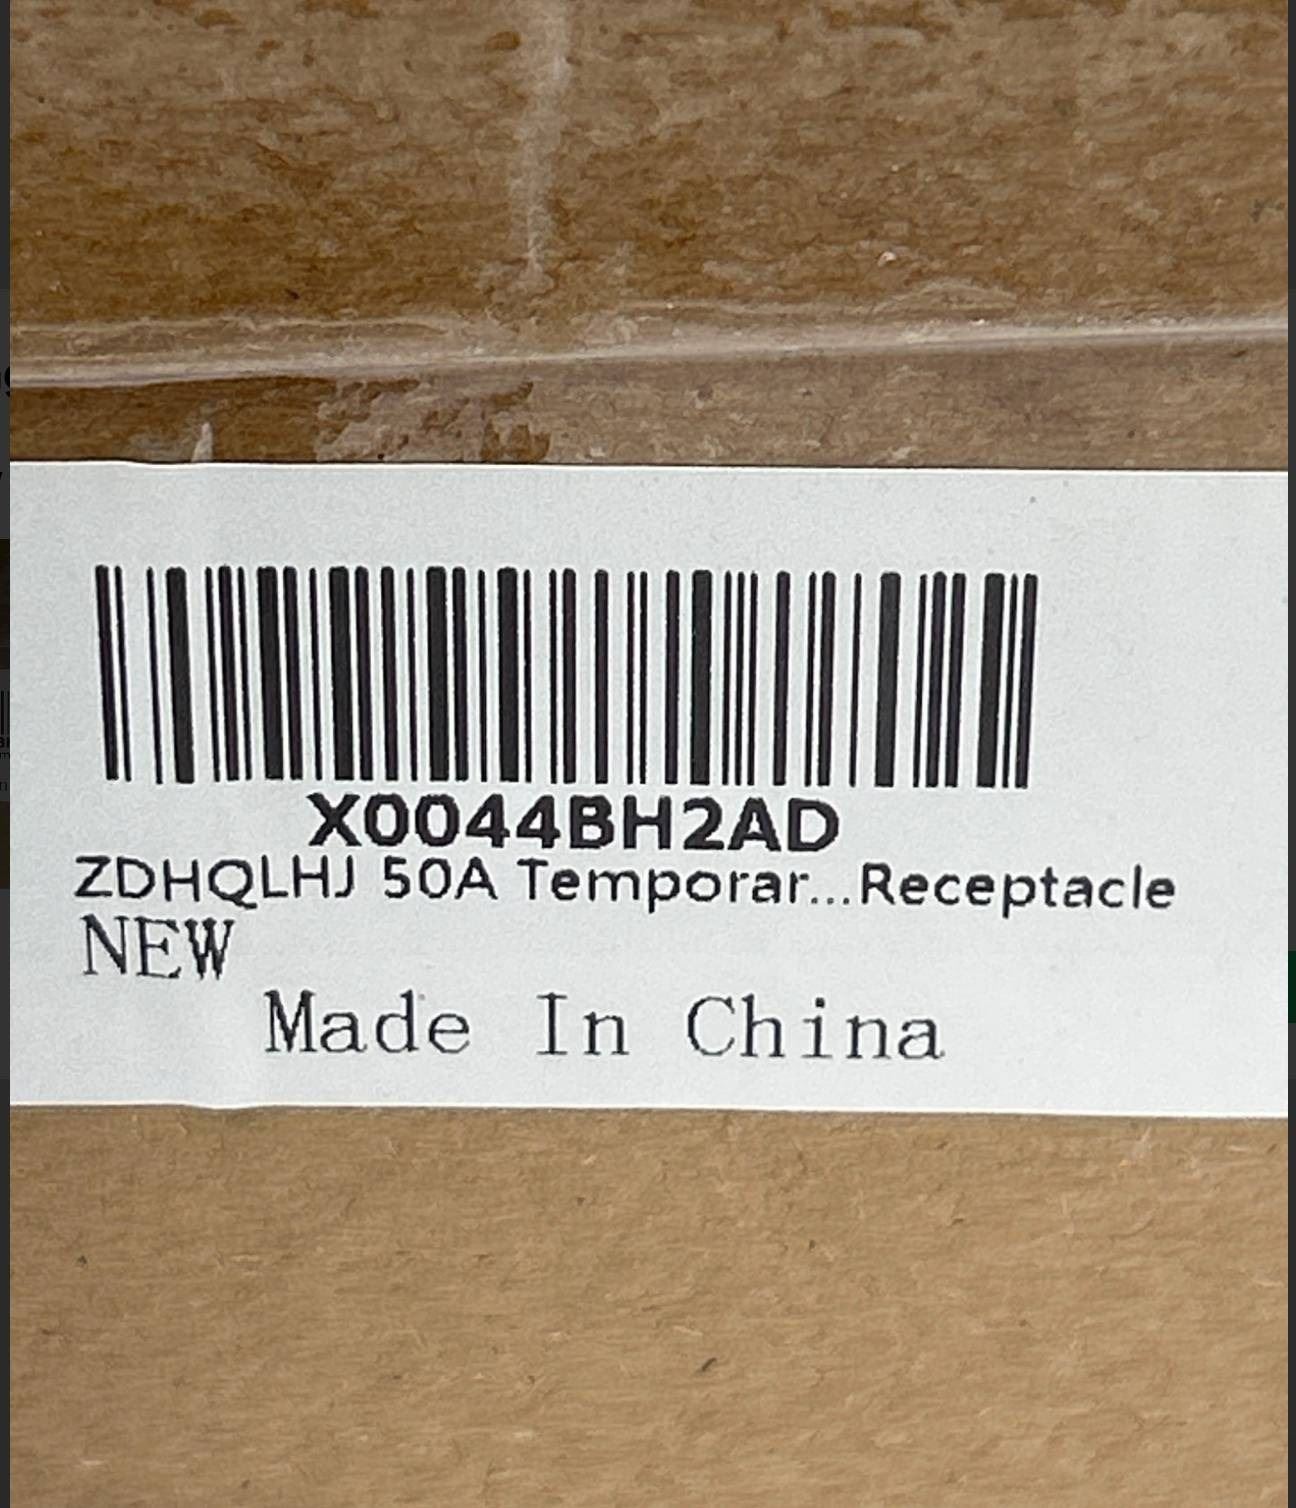 X0044BH2AD
ZDHQLHJ 50A Temporar...Receptacle
NEW
Made In China